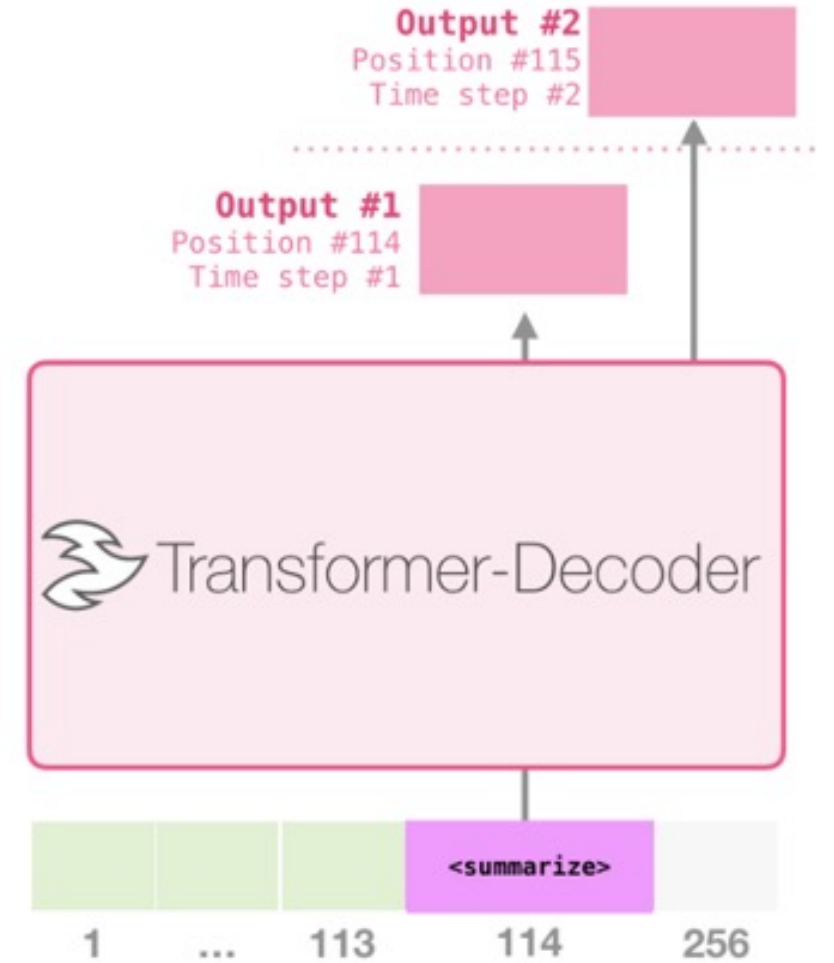 Output #2
Position #115
Time step #2
Output #1
Position #114
Time step #1
Transformer-Decoder
<summarize>
1 ... 113 114 256